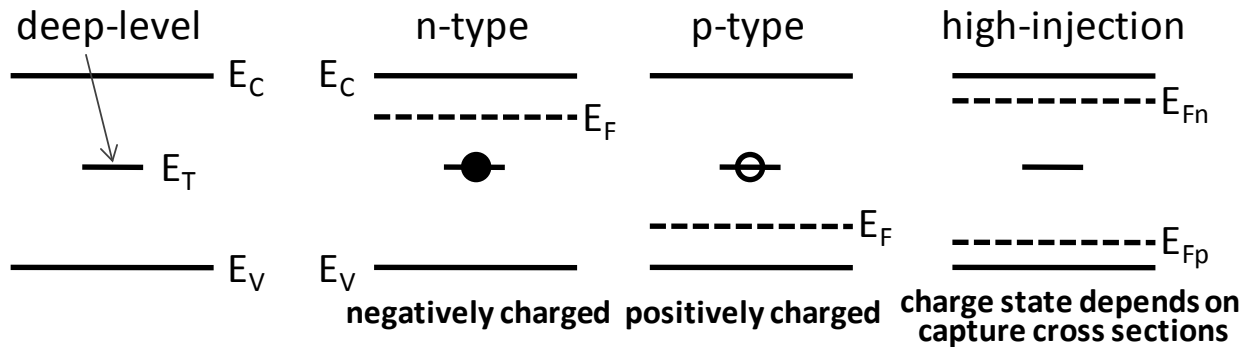 deep-level
n-type
p-type
high-injection
E_C
E_C
E_Fn
E_F
E_T
E_F
E_Fp
E_V
E_V
negatively charged
positively charged
charge state depends on
capture cross sections